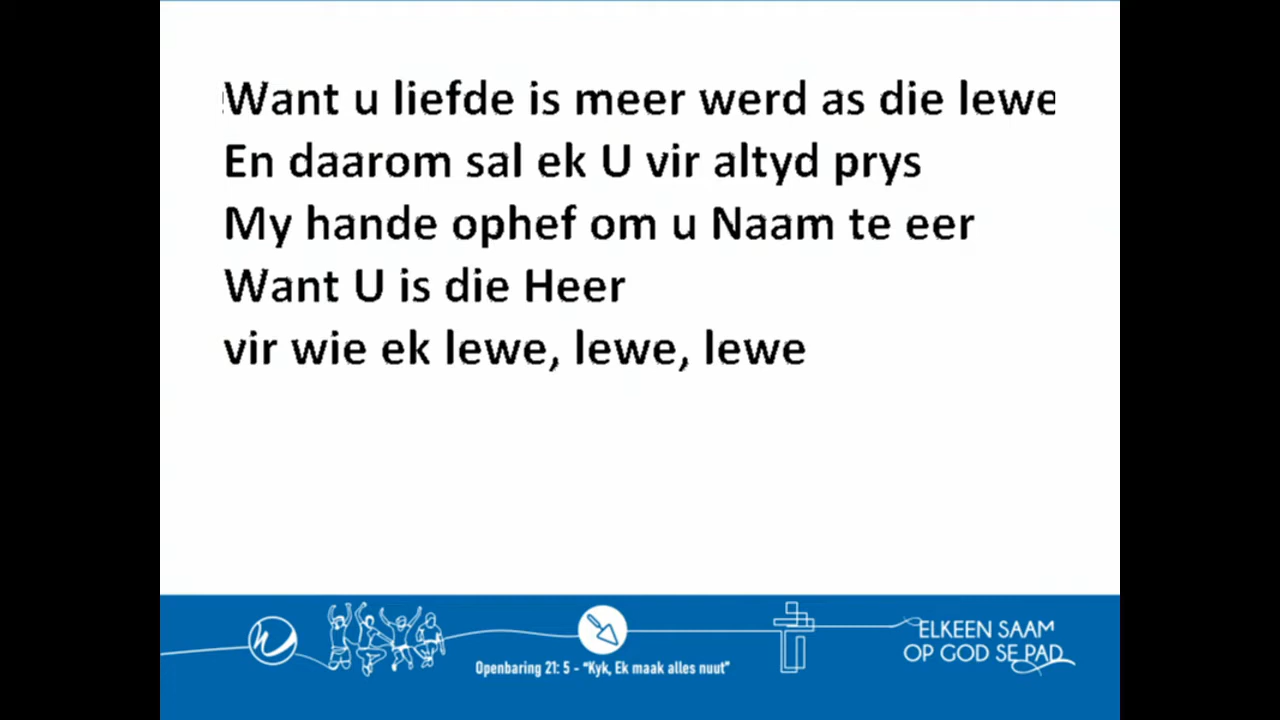 Want u liefde is meer werd as die lewe
En daarom sal ek U vir altyd prys
My hande ophef om u Naam te eer
Want U is die Heer
vir wie ek lewe, lewe, lewe
ELKEEN SAAM
OP GOD SE PAD
Openbaring 21: 5 - "Kyk, Ek maak alles nuut"